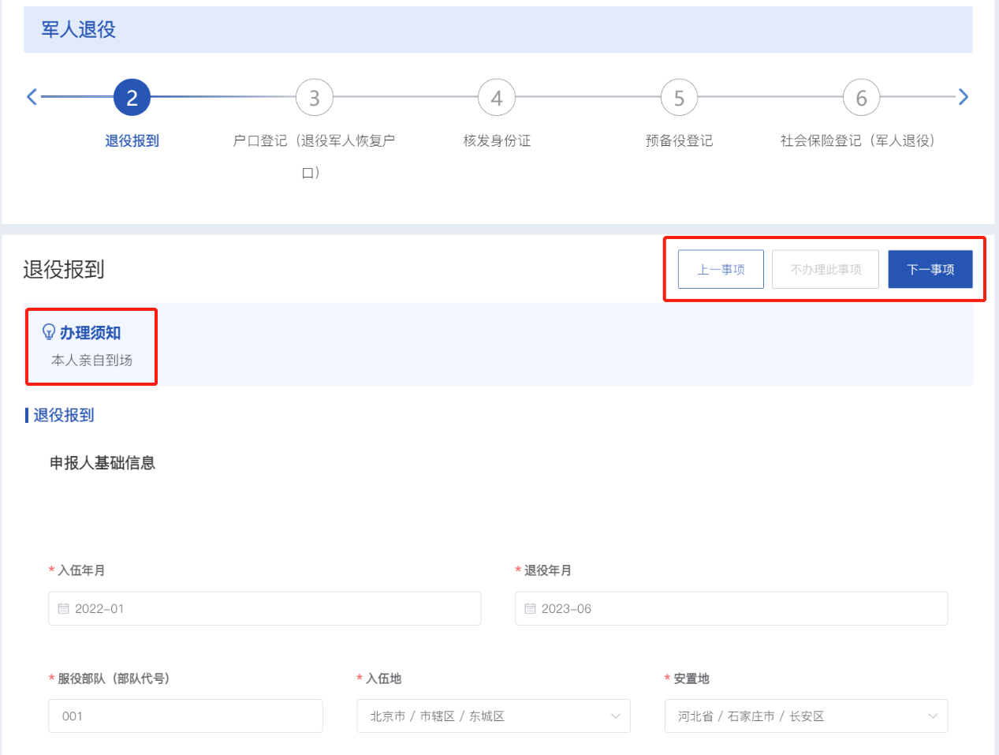 军人退役
2
3
4
5
6
退役报到
户口登记（退役军人恢复户
口）
核发身份证
预备役登记
社会保险登记（军人退役）
退役报到
上一事项
不办理此事项
下一事项
办理须知
本人亲自到场
退役报到
申报人基础信息
* 入伍年月
* 退役年月
2022-01
2023-06
* 服役部队（部队代号）
* 入伍地
* 安置地
001
北京市 / 市辖区 / 东城区
河北省 / 石家庄市 / 长安区